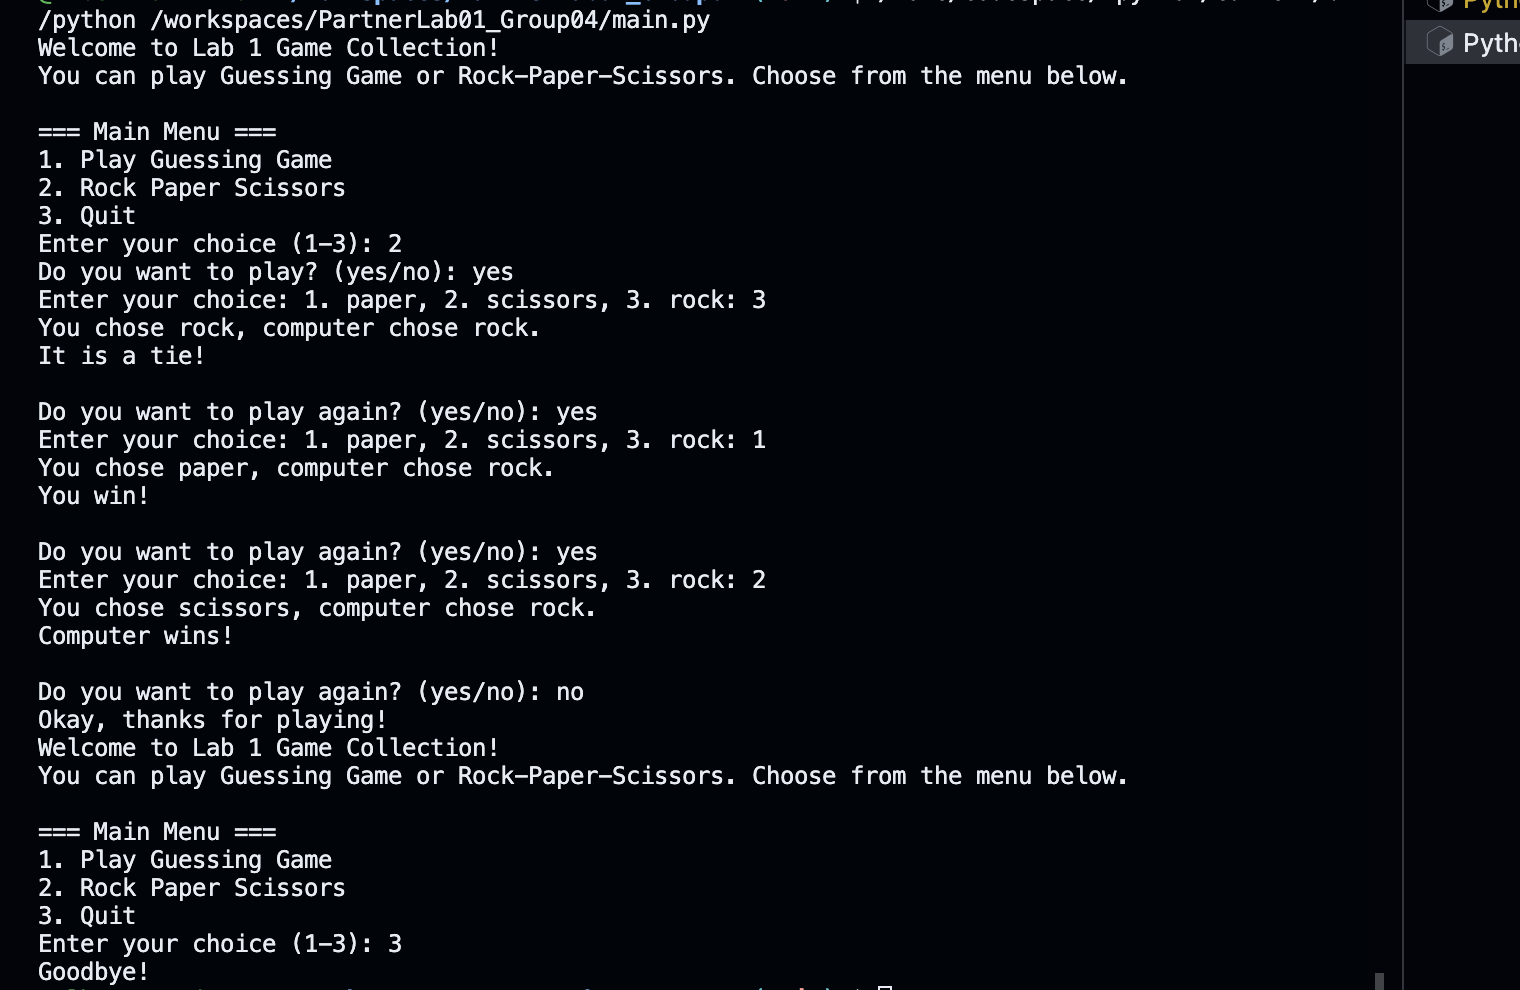 /python /workspaces/PartnerLab01_Group04/main.py
Welcome to Lab 1 Game Collection!
You can play Guessing Game or Rock-Paper-Scissors. Choose from the menu below.
=== Main Menu ===
1. Play Guessing Game
2. Rock Paper Scissors
3. Quit
Enter your choice (1-3): 2
Do you want to play? (yes/no): yes
Enter your choice: 1. paper, 2. scissors, 3. rock: 3
You chose rock, computer chose rock.
It is a tie!
Do you want to play again? (yes/no): yes
Enter your choice: 1. paper, 2. scissors, 3. rock: 1
You chose paper, computer chose rock.
You win!
Do you want to play again? (yes/no): yes
Enter your choice: 1. paper, 2. scissors, 3. rock: 2
You chose scissors, computer chose rock.
Computer wins!
Do you want to play again? (yes/no): no
Okay, thanks for playing!
Welcome to Lab 1 Game Collection!
You can play Guessing Game or Rock-Paper-Scissors. Choose from the menu below.
=== Main Menu ===
1. Play Guessing Game
2. Rock Paper Scissors
3. Quit
Enter your choice (1-3): 3
Goodbye!
Pyth